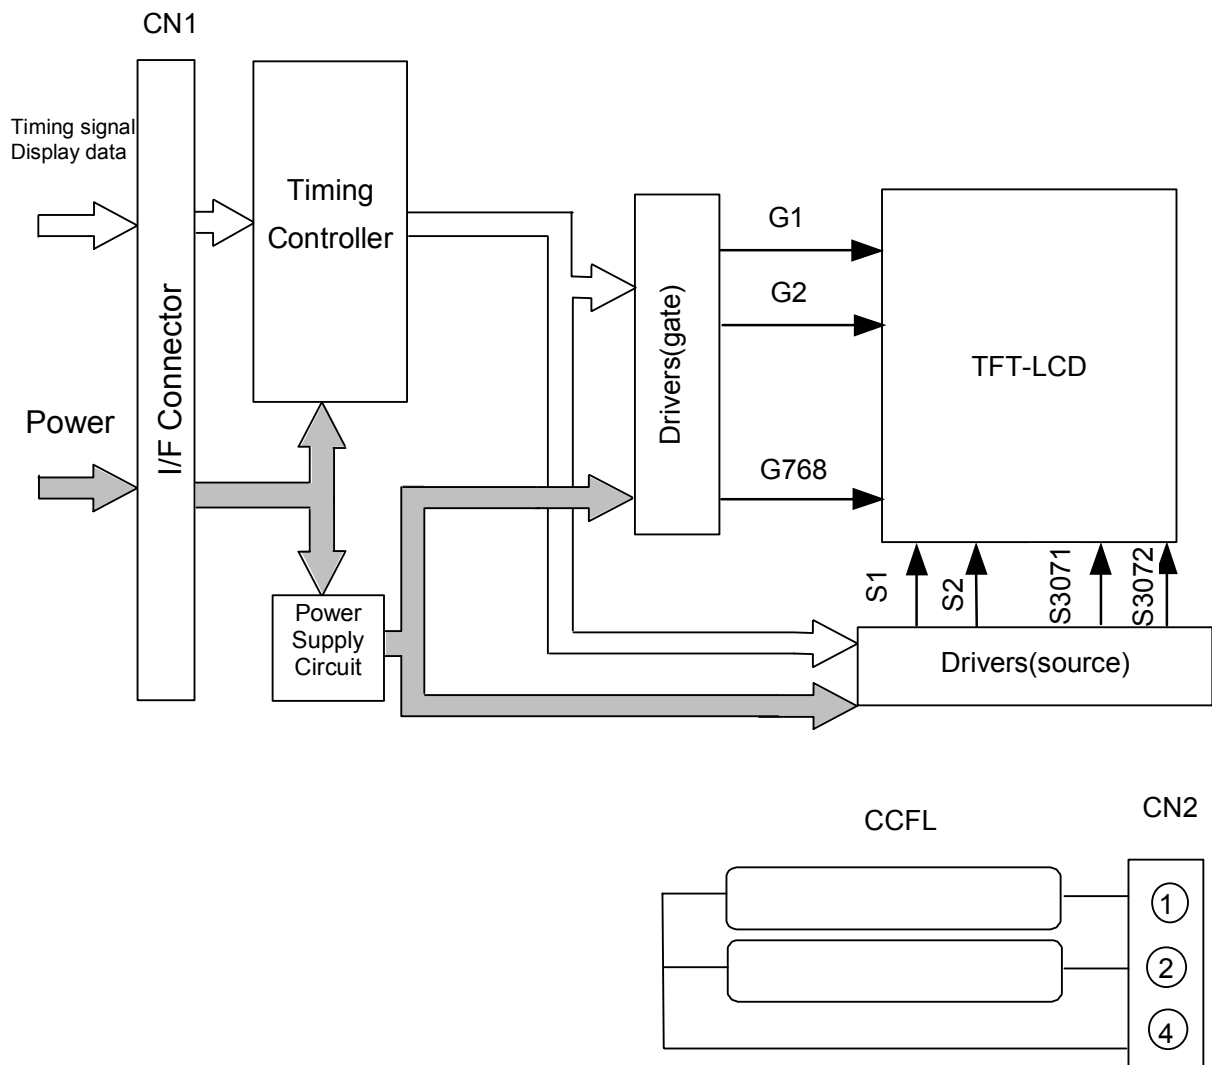 CN1
Timing signal
Display data
Timing
Controller
I/F Connector
Power
Power
Supply
Circuit
Drivers(gate)
G1
G2
G768
TFT-LCD
S1
S2
S3071
S3072
Drivers(source)
CCFL
CN2
1
2
4